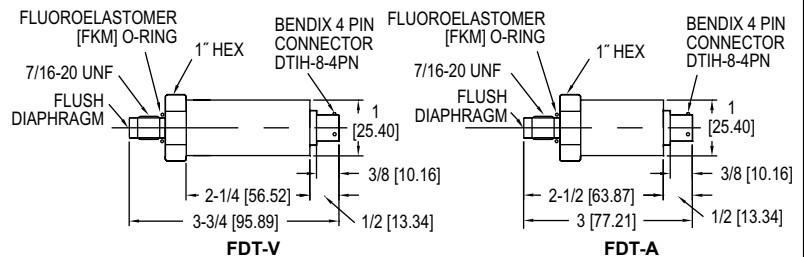 FLUOROELASTOMER
[FKM] O-RING
1˝ HEX
7/16-20 UNF
FLUSH
DIAPHRAGM
BENDIX 4 PIN
CONNECTOR
DTIH-8-4PN
1
[25.40]
3/8 [10.16]
2-1/4 [56.52]
3-3/4 [95.89]
1/2 [13.34]
FDT-V
FLUOROELASTOMER
[FKM] O-RING
1˝ HEX
7/16-20 UNF
FLUSH
DIAPHRAGM
BENDIX 4 PIN
CONNECTOR
DTIH-8-4PN
1
[25.40]
3/8 [10.16]
2-1/2 [63.87]
3 [77.21]
1/2 [13.34]
FDT-A